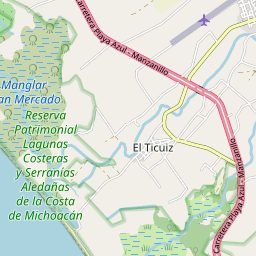 Carretera Playa Azul - Manzanillo
Manglar
an Mercado
Reserva
Patrimonial
Lagunas
Costeras
y Serranías
Aledañas de
la Costa
de Michoacán
El Ticuiz
Carretera Playa Azul - Manzanillo